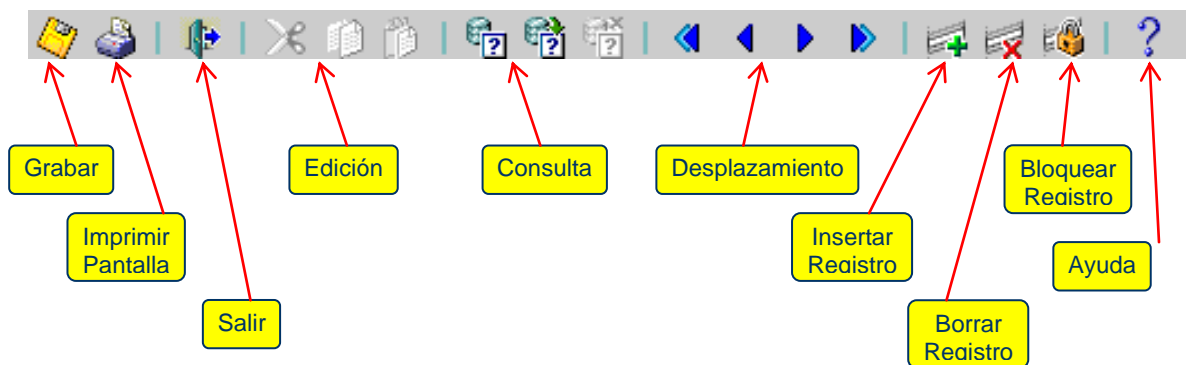 Grabar
Edición
Consulta
Desplazamiento
Bloquear
Registro
Imprimir
Pantalla
Insertar
Registro
Ayuda
Salir
Borrar
Registro